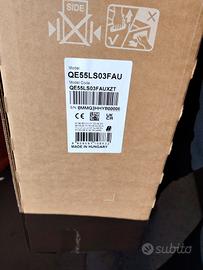 SIDE
Model
QE55LS03FAU
Model Code
QE55LS03FAUXZT
MADE IN HUNGARY
subito